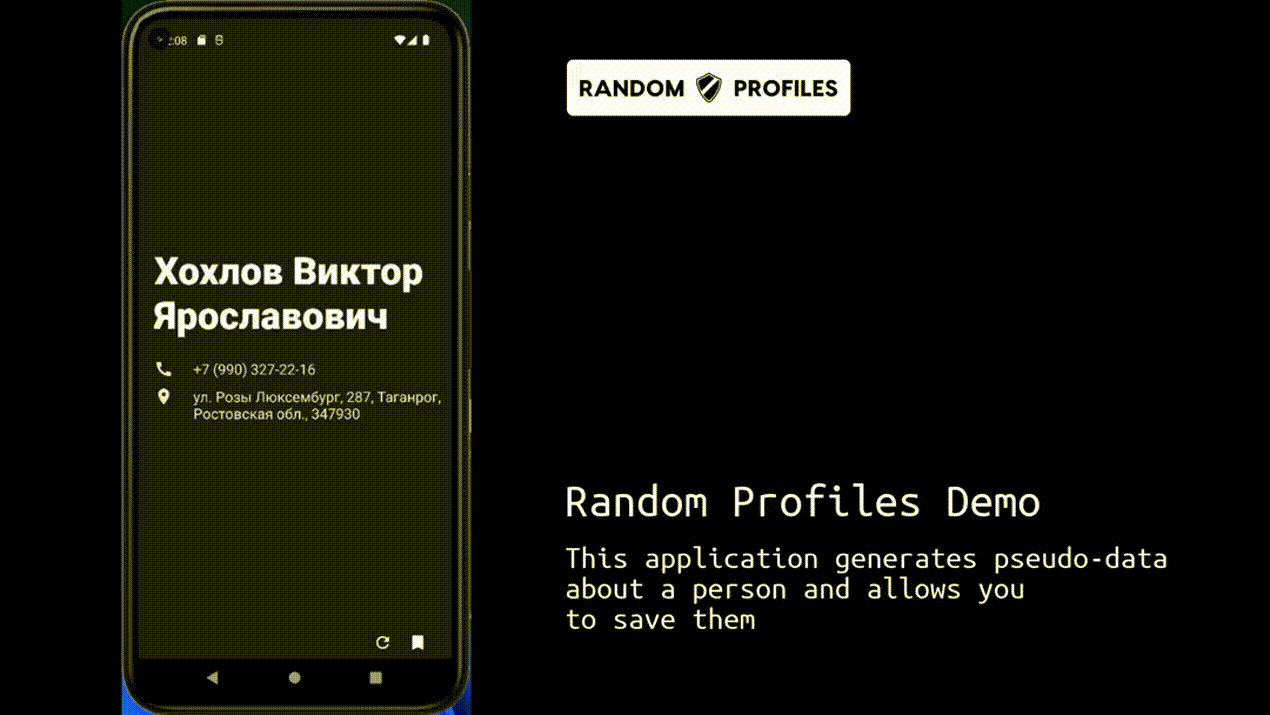 :08
RANDOM PROFILES
Хохлов Виктор
Ярославович
+7 (990) 327-22-16
ул. Розы Люксембург, 287, Таганрог,
Ростовская обл., 347930
Random Profiles Demo
This application generates pseudo-data
about a person and allows you
to save them